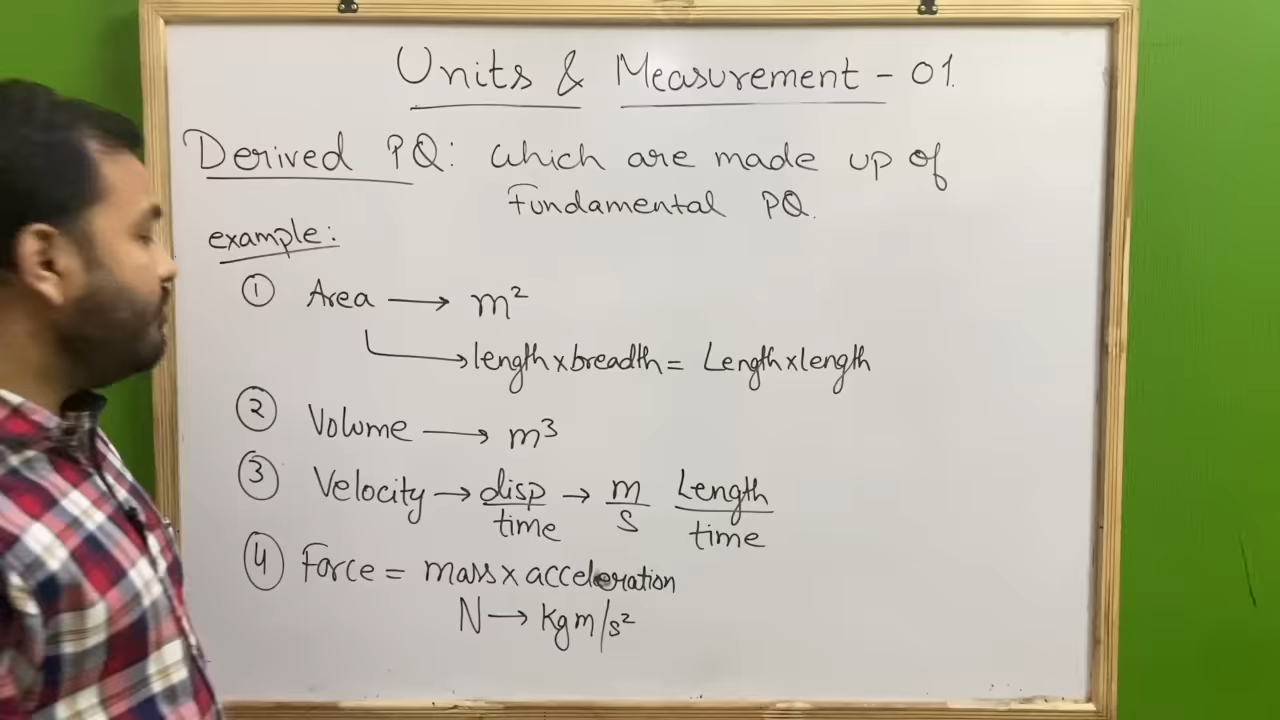 Units & Measurement - 01.
Derived PQ: which are made up of
Fundamental PQ.
example:
① Area → m²
→ length×breadth = Length×length
② Volume → m³
③ Velocity → disp/time → m/s Length/time
④ Force = mass×acceleration
N → kgm/s²